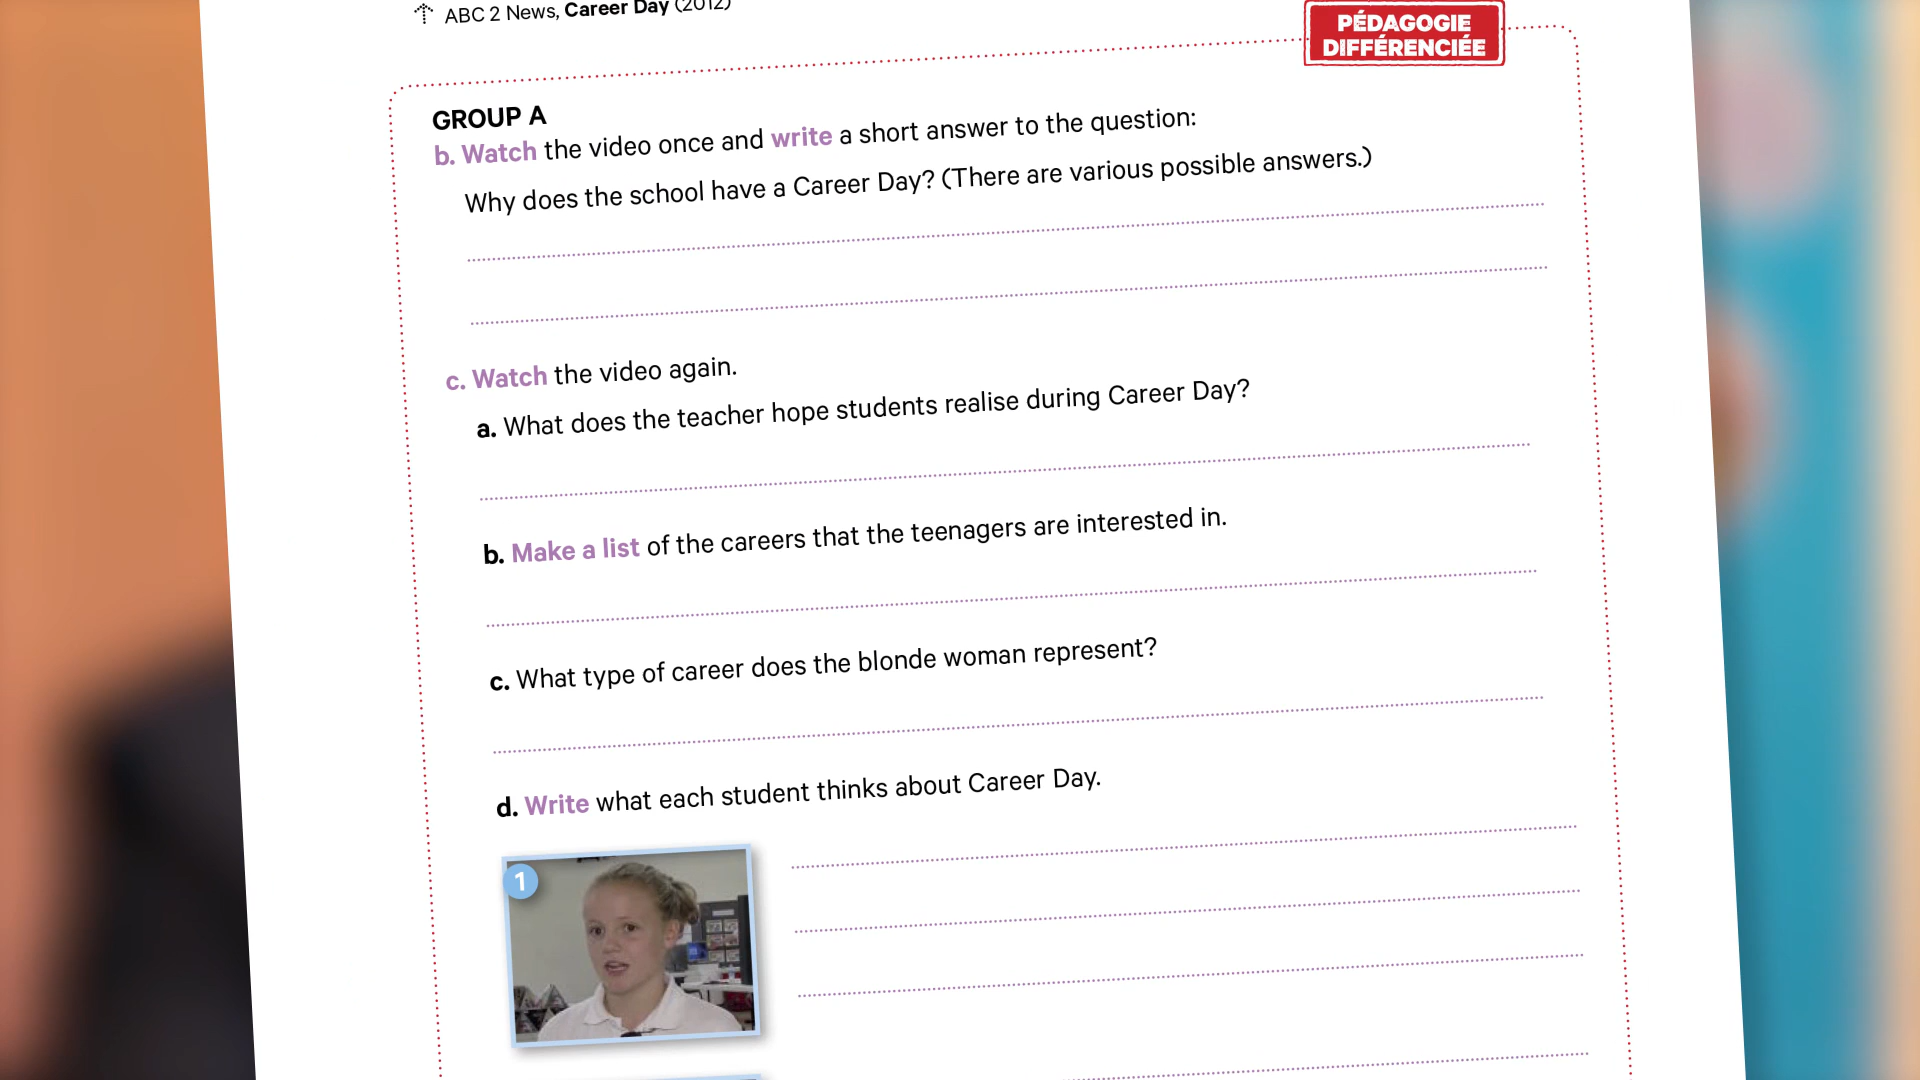 ABC 2 News, Career Day (2012)
PÉDAGOGIE
DIFFÉRENCIÉE
GROUP A
b. Watch the video once and write a short answer to the question:
Why does the school have a Career Day? (There are various possible answers.)
c. Watch the video again.
a. What does the teacher hope students realise during Career Day?
b. Make a list of the careers that the teenagers are interested in.
c. What type of career does the blonde woman represent?
d. Write what each student thinks about Career Day.
1